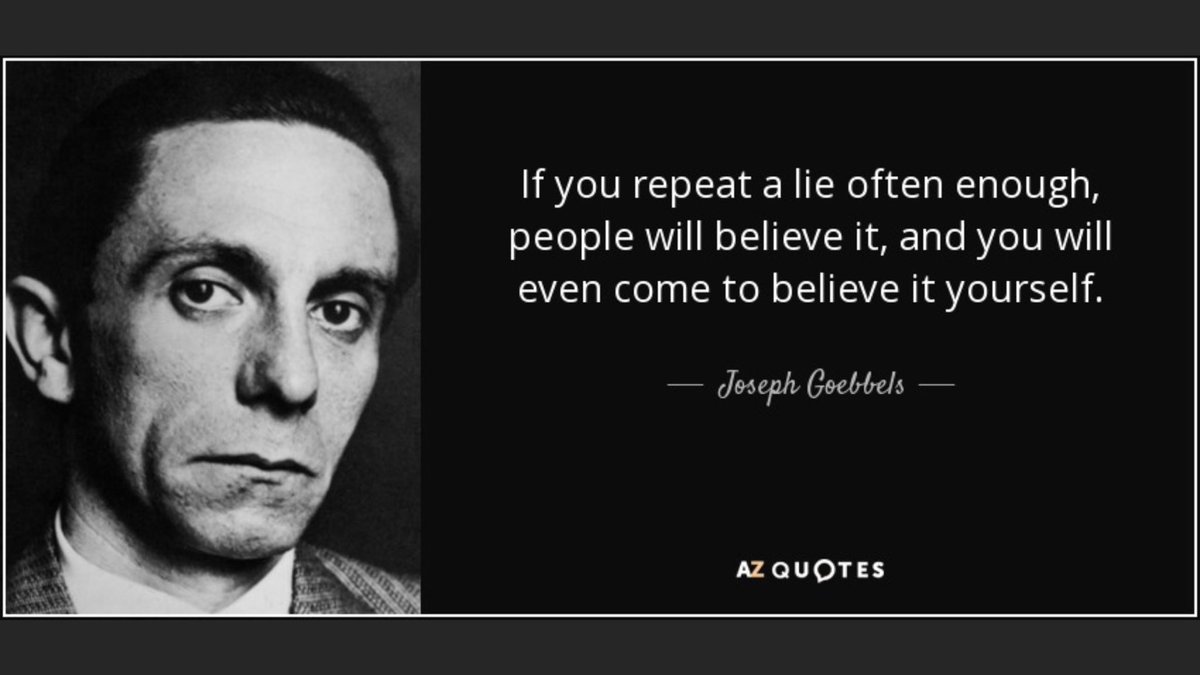 If you repeat a lie often enough,
people will believe it, and you will
even come to believe it yourself.
Joseph Goebbels
AZ QUOTES